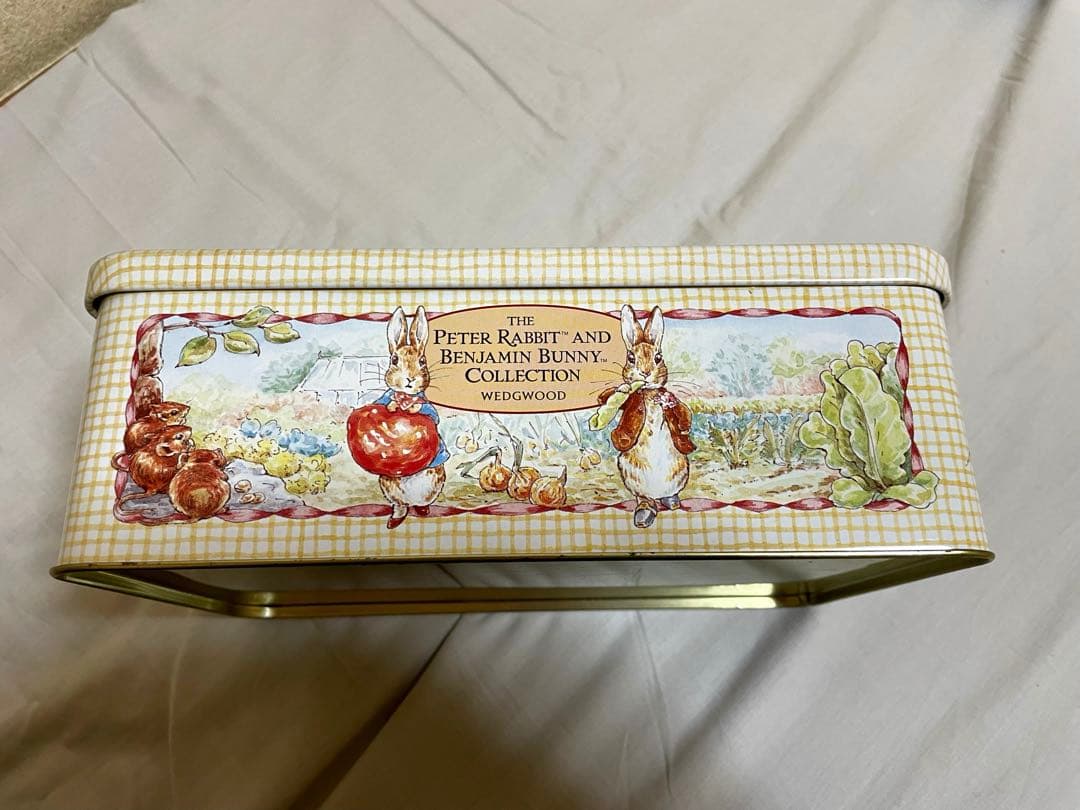 THE
PETER RABBIT™ AND
BENJAMIN BUNNY™
COLLECTION
WEDGWOOD